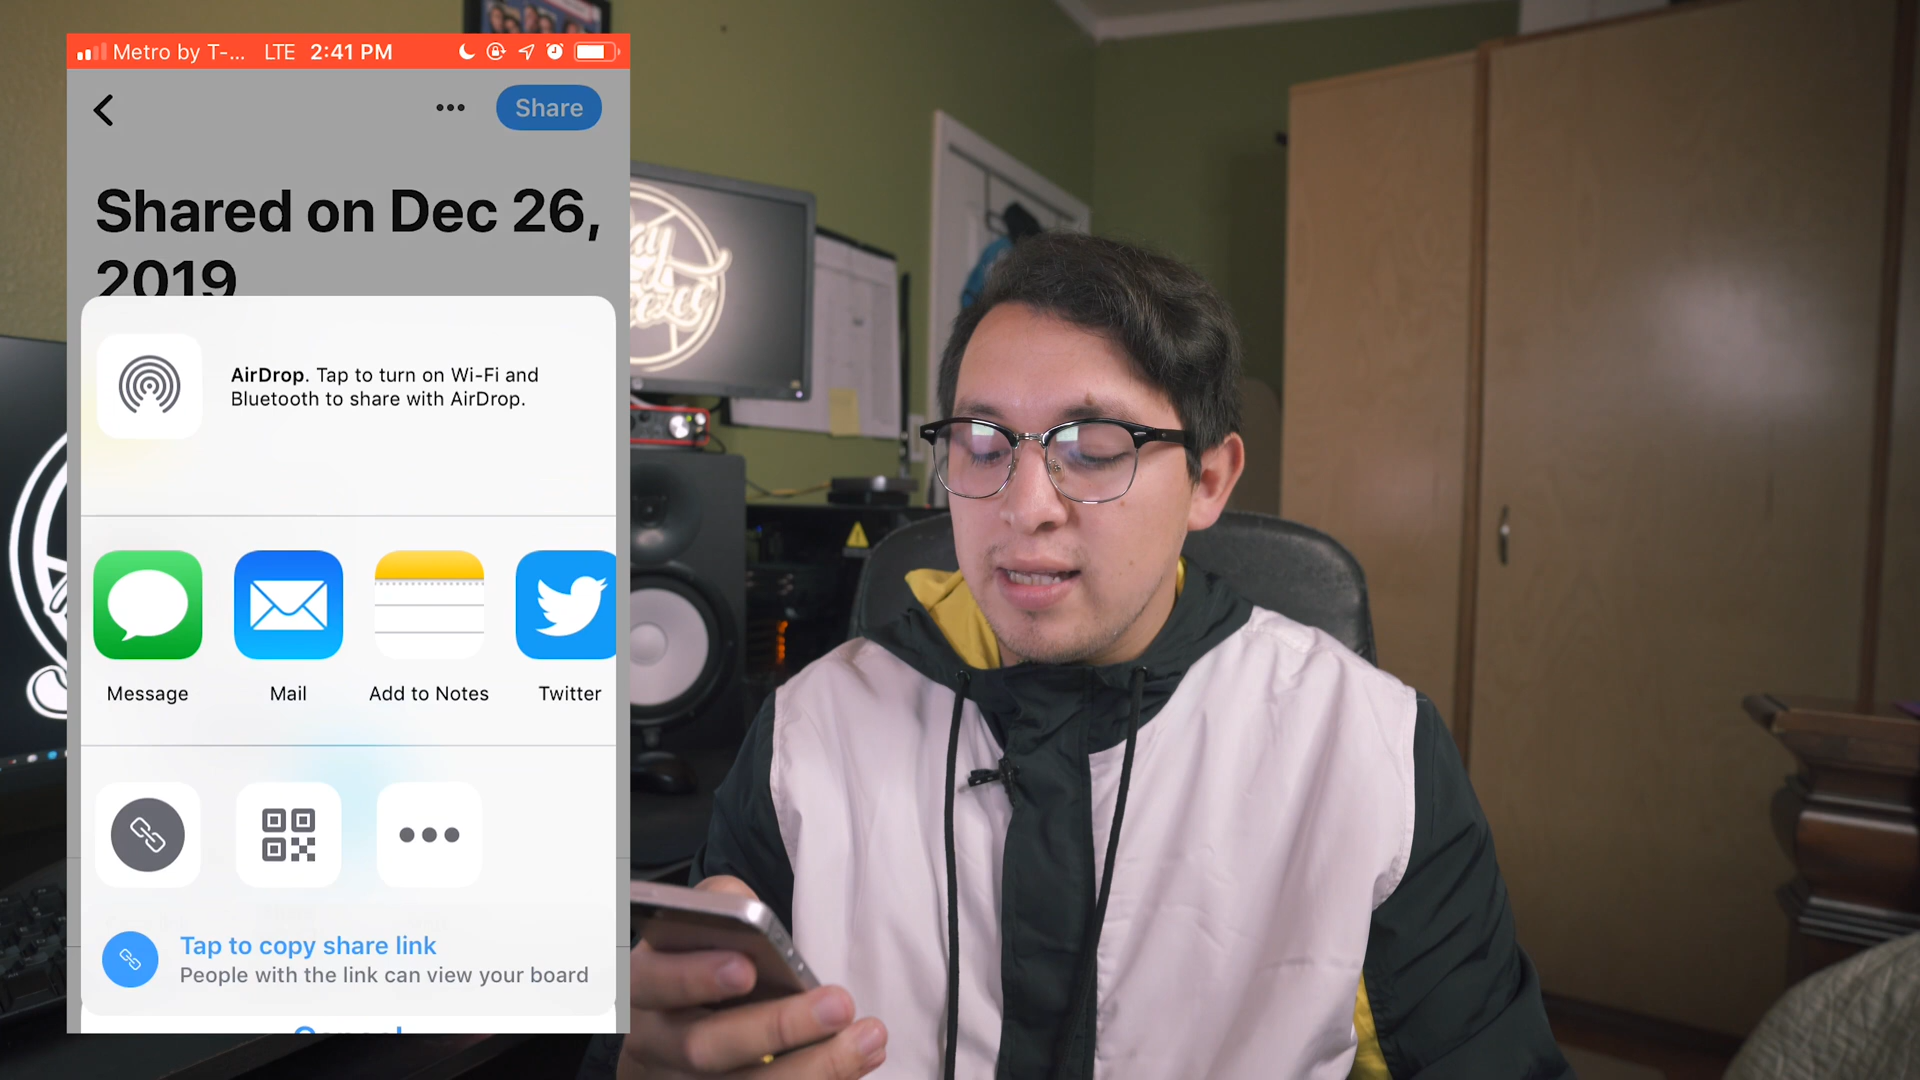 Metro by T-... LTE 2:41 PM
Share
Shared on Dec 26,
2019
AirDrop. Tap to turn on Wi-Fi and
Bluetooth to share with AirDrop.
Message Mail Add to Notes Twitter
Tap to copy share link
People with the link can view your board
Cancel